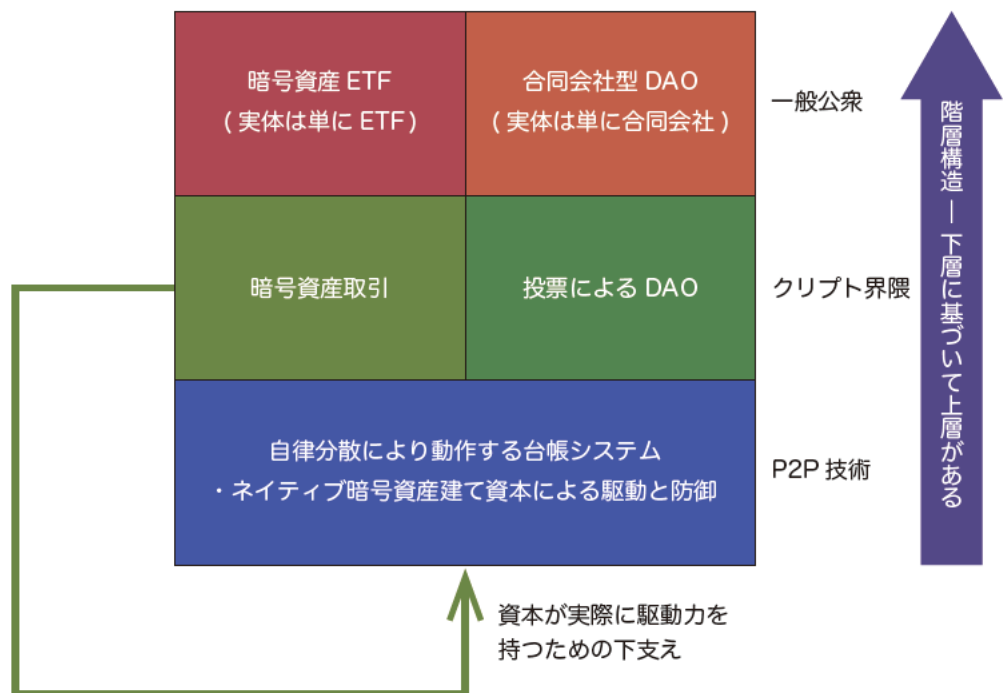 暗号資産 ETF
( 実体は単に ETF )
合同会社型 DAO
( 実体は単に合同会社 )
一般公衆
暗号資産取引
投票による DAO
クリプト界隈
自律分散により動作する台帳システム
・ネイティブ暗号資産建て資本による駆動と防御
P2P 技術
階層構造 — 下層に基づいて上層がある
資本が実際に駆動力を
持つための下支え